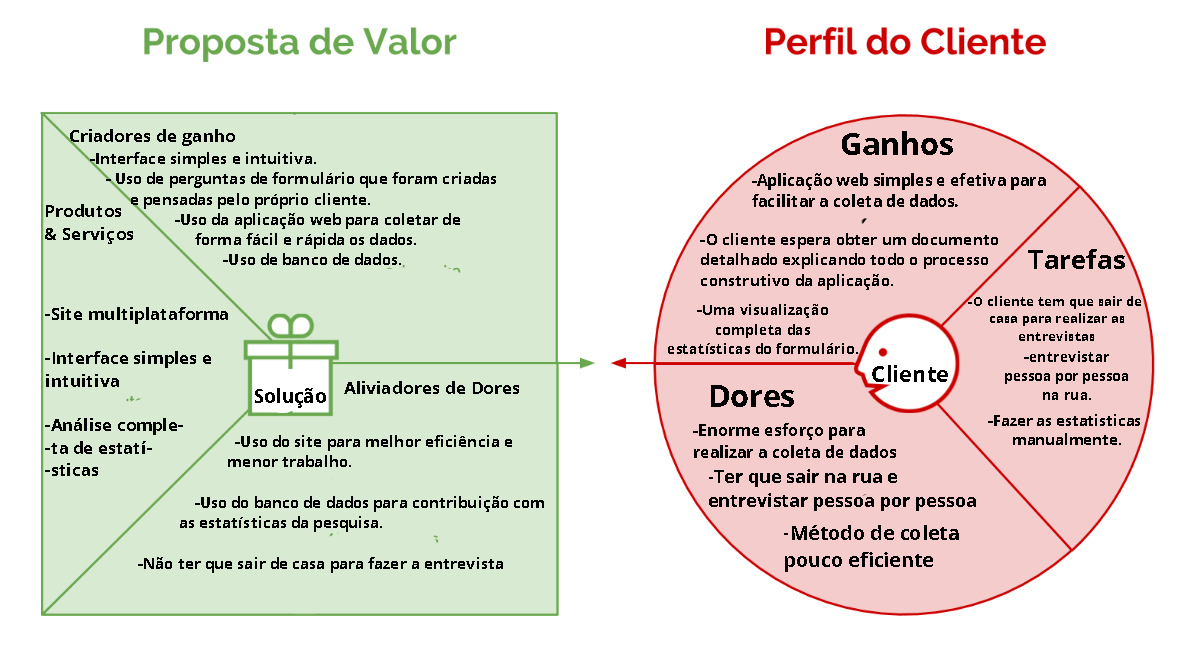 Proposta de Valor
Criadores de ganho
-Interface simples e intuitiva.
- Uso de perguntas de formulário que foram criadas
e pensadas pelo próprio cliente.
-Uso da aplicação web para coletar de
forma fácil e rápida os dados.
-Uso de banco de dados.
Produtos
& Serviços
-Site multiplataforma
-Interface simples e
intuitiva
-Análise comple-
-ta de estatí-
-sticas
Solução
Aliviadores de Dores
-Uso do site para melhor eficiência e
menor trabalho.
-Uso do banco de dados para contribuição com
as estatísticas da pesquisa.
-Não ter que sair de casa para fazer a entrevista
Perfil do Cliente
Ganhos
-Aplicação web simples e efetiva para
facilitar a coleta de dados.
-O cliente espera obter um documento
detalhado explicando todo o processo
construtivo da aplicação.
-Uma visualização
completa das
estatísticas do formulário.
Tarefas
-O cliente tem que sair de
casa para realizar as
entrevistas
-entrevistar
pessoa por pessoa
na rua.
-Fazer as estatisticas
manualmente.
Cliente
Dores
-Enorme esforço para
realizar a coleta de dados
-Ter que sair na rua e
entrevistar pessoa por pessoa
-Método de coleta
pouco eficiente